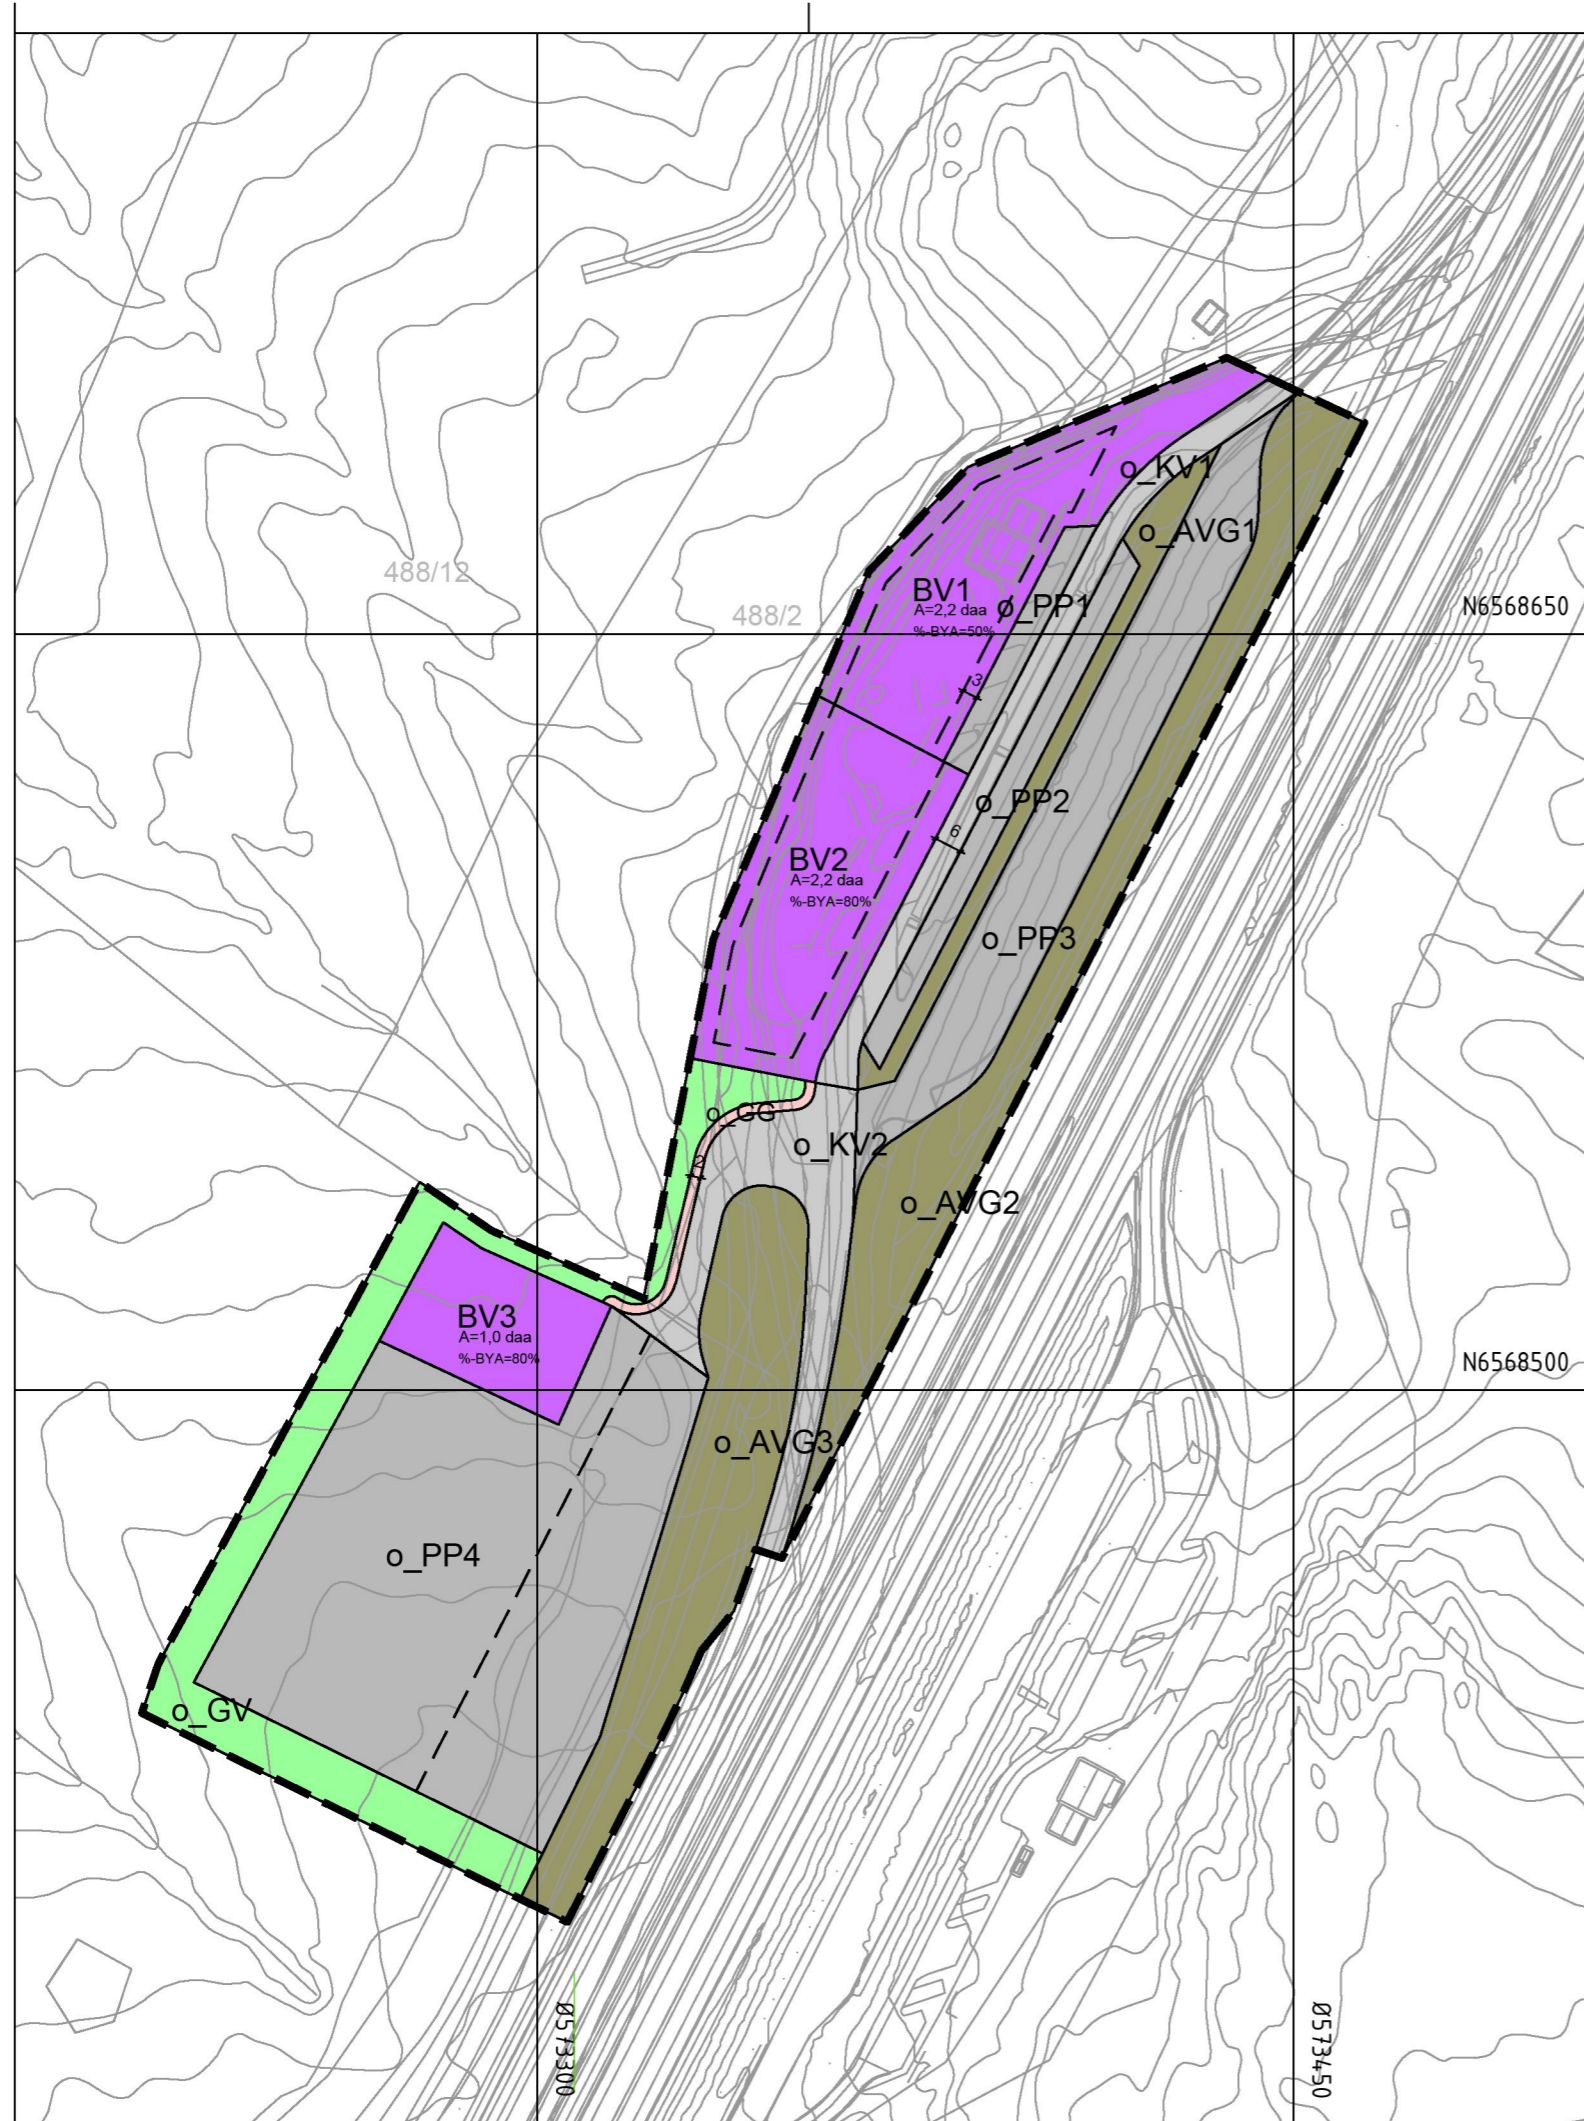 o_KV1
o_AVG1
488/12
BV1
A=2,2 daa
%-BYA=50%
o_PP1
488/2
N6568650
3
o_PP2
6
BV2
A=2,2 daa
%-BYA=80%
o_PP3
o_GG
o_KV2
2
o_AVG2
BV3
A=1,0 daa
%-BYA=80%
N6568500
o_AVG3
o_PP4
o_GV
Ø573300
Ø573450